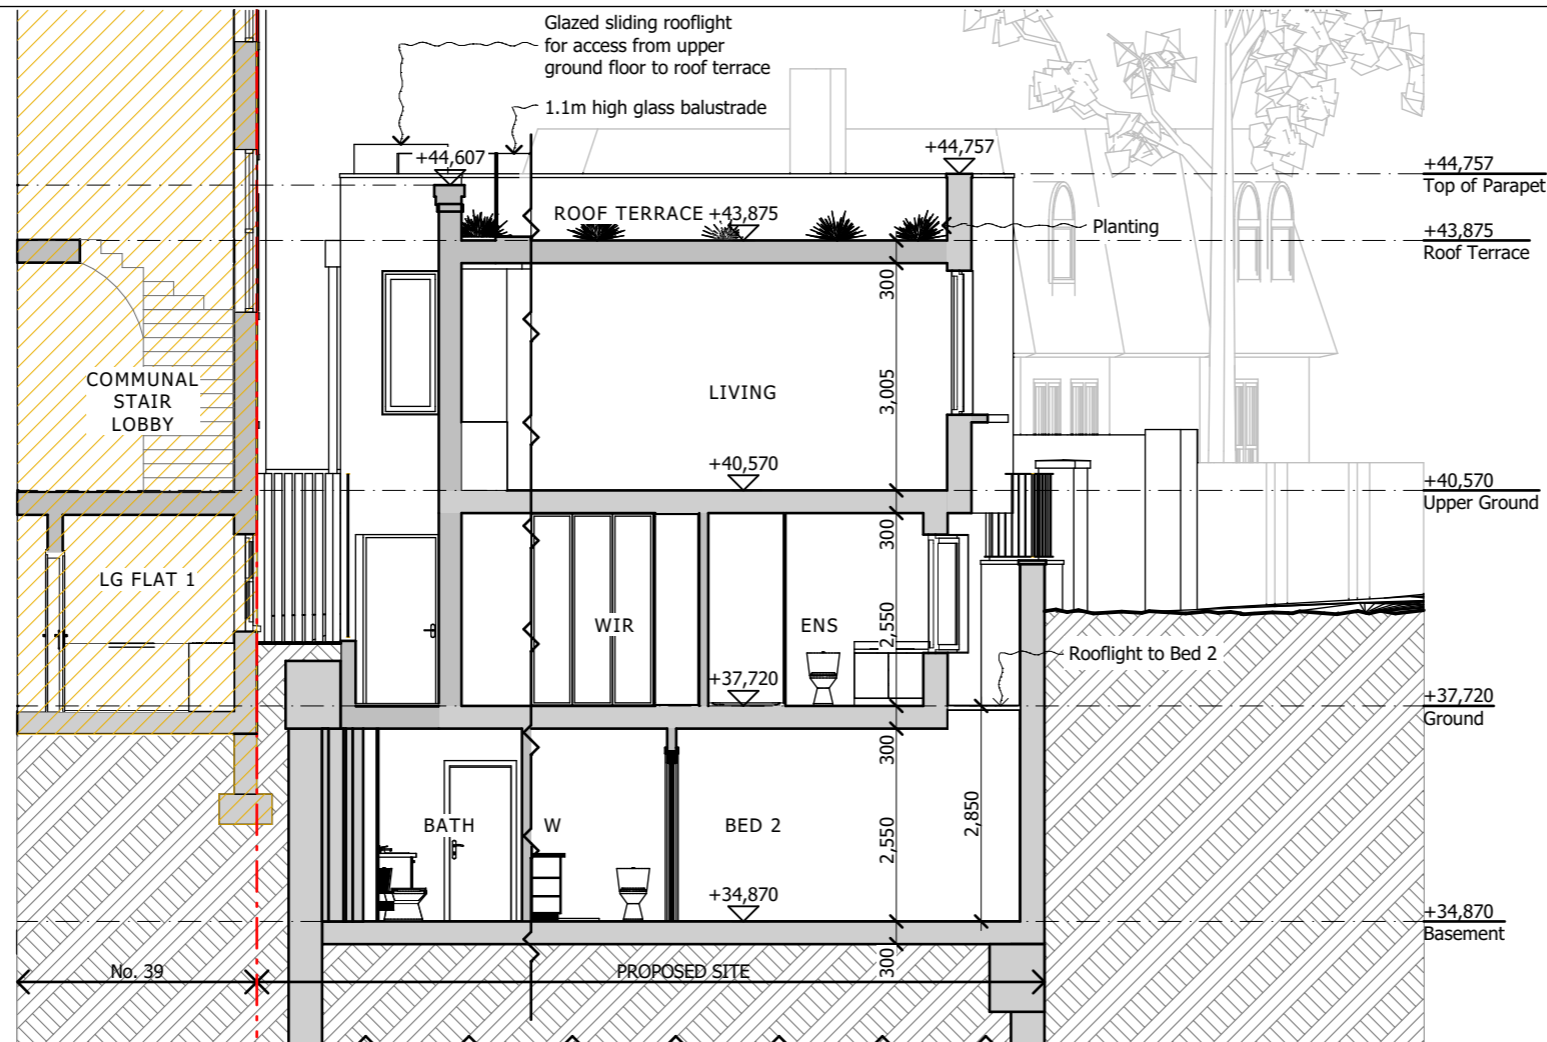 Glazed sliding rooflight
for access from upper
ground floor to roof terrace
1.1m high glass balustrade
+44,607
+44,757
+44,757
Top of Parapet
ROOF TERRACE
+43,875
Planting
+43,875
Roof Terrace
300
COMMUNAL
STAIR
LOBBY
LIVING
3,005
+40,570
+40,570
Upper Ground
300
LG FLAT 1
WIR
ENS
2,550
Rooflight to Bed 2
+37,720
+37,720
Ground
300
BATH
W
BED 2
2,550
2,850
+34,870
+34,870
Basement
300
No. 39
PROPOSED SITE